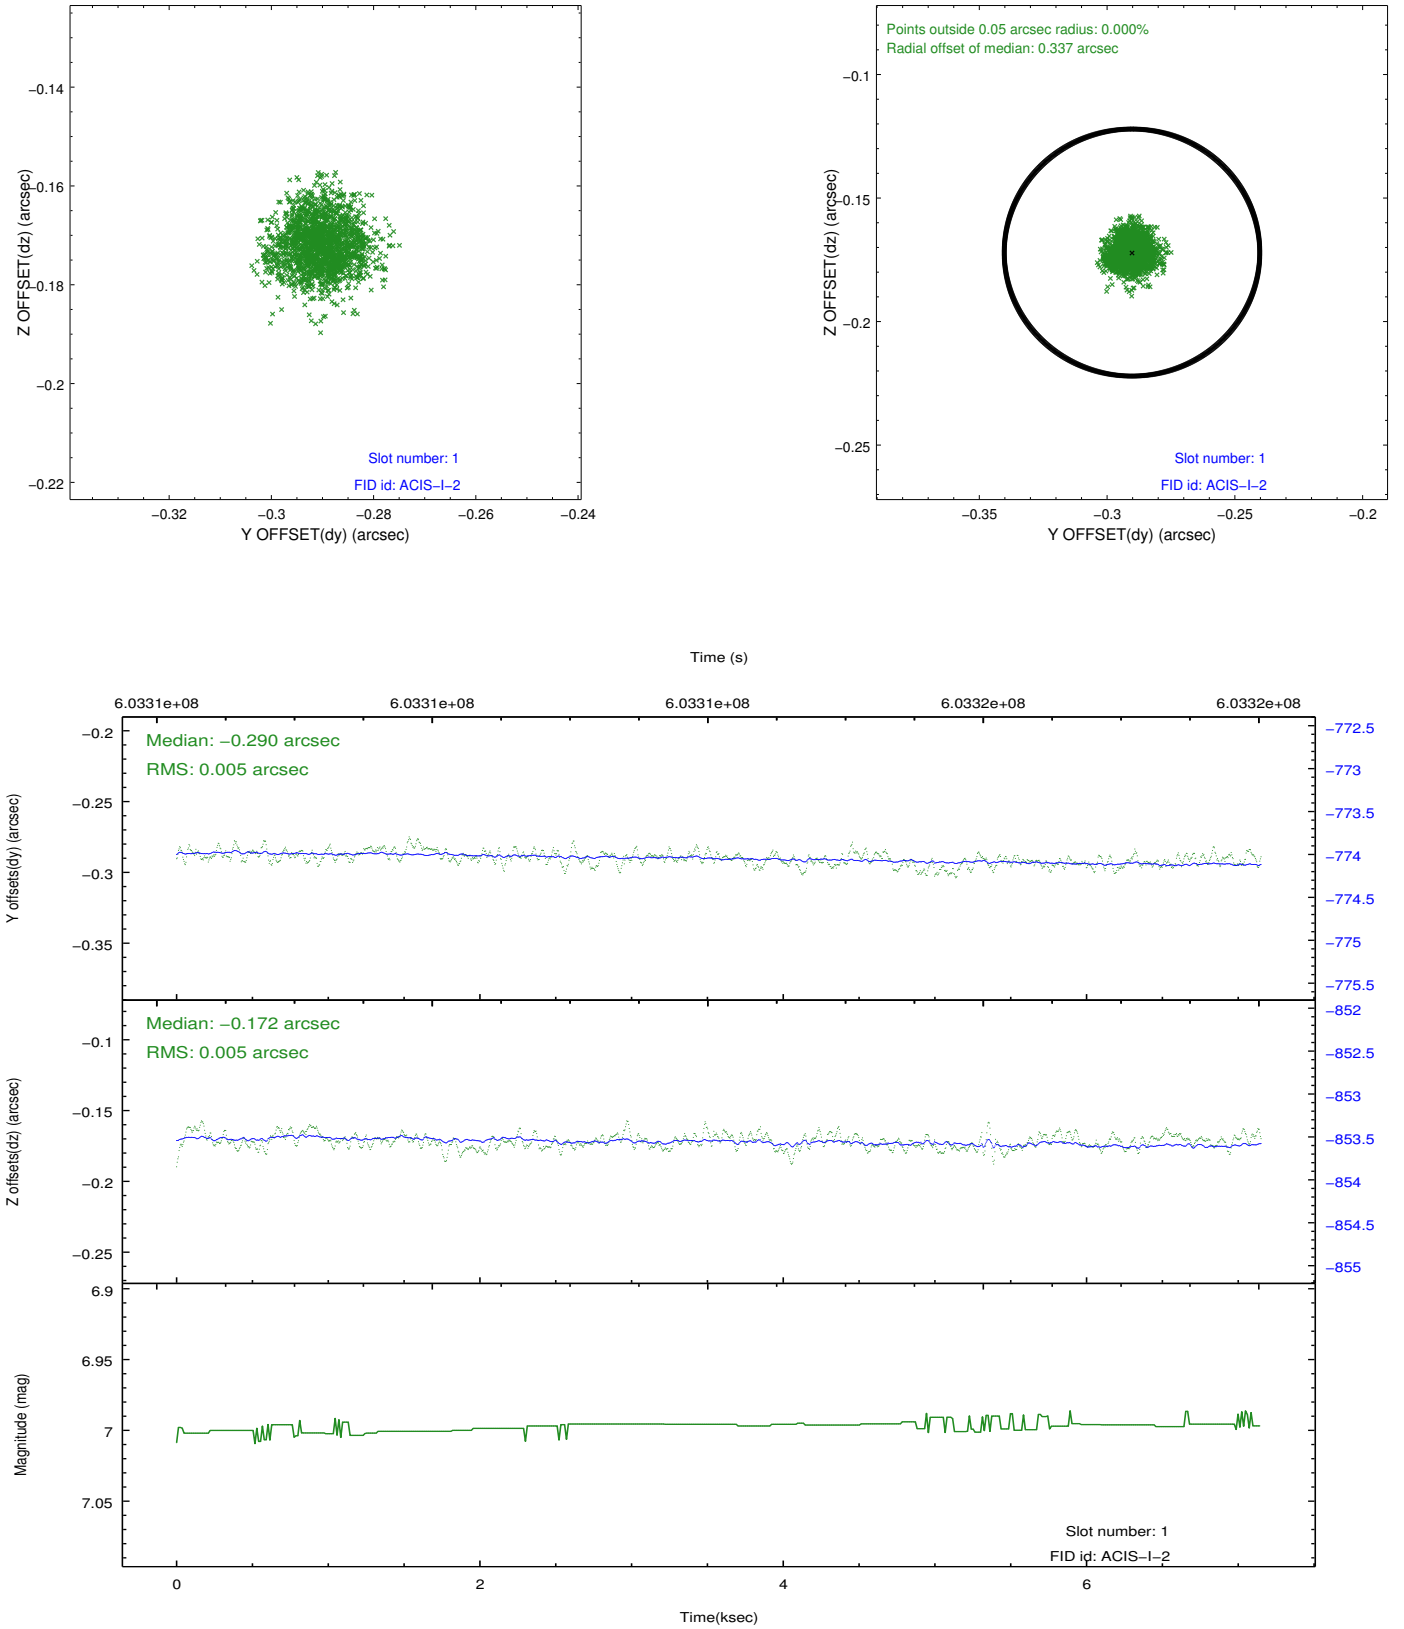 −0.14
−0.16
−0.18
−0.2
−0.22
Z OFFSET(dz) (arcsec)
Slot number: 1
FID id: ACIS−I−2
−0.32
−0.3
−0.28
−0.26
−0.24
Y OFFSET(dy) (arcsec)
Points outside 0.05 arcsec radius: 0.000%
Radial offset of median: 0.337 arcsec
−0.1
−0.15
−0.2
−0.25
Z OFFSET(dz) (arcsec)
Slot number: 1
FID id: ACIS−I−2
−0.35
−0.3
−0.25
−0.2
Y OFFSET(dy) (arcsec)
Time (s)
6.0331e+08
6.0331e+08
6.0331e+08
6.0332e+08
6.0332e+08
Median: −0.290 arcsec
RMS: 0.005 arcsec
−0.2
−0.25
−0.3
−0.35
Y offsets(dy) (arcsec)
−772.5
−773
−773.5
−774
−774.5
−775
−775.5
Median: −0.172 arcsec
RMS: 0.005 arcsec
−0.1
−0.15
−0.2
−0.25
Z offsets(dz) (arcsec)
−852
−852.5
−853
−853.5
−854
−854.5
−855
6.9
6.95
7
7.05
Magnitude (mag)
Slot number: 1
FID id: ACIS−I−2
0
2
4
6
Time(ksec)